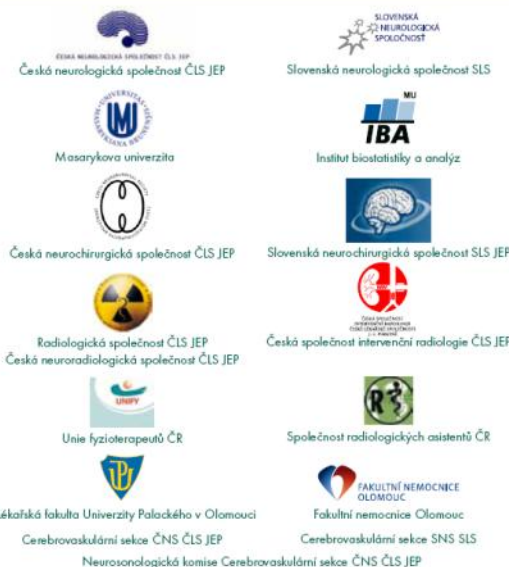 ČESKÁ NEUROLOGICKÁ SPOLEČNOST ČLS JEP
Česká neurologická společnost ČLS JEP
SLOVENSKÁ
NEUROLOGICKÁ
SPOLOČNOSŤ
Slovenská neurologická společnost SLS
Masarykova univerzita
MU
IBA
Institut biostatistiky a analýz
Česká neurochirurgická společnost ČLS JEP
Slovenská neurochirurgická společnost SLS JEP
Radiologická společnost ČLS JEP
Česká neuroradiologická společnost ČLS JEP
Česká společnost intervenční radiologie ČLS JEP
UNIFY
Unie fyzioterapeutů ČR
R
Společnost radiologických asistentů ČR
UP
Lékařská fakulta Univerzity Palackého v Olomouci
FAKULTNÍ NEMOCNICE
OLOMOUC
Fakultní nemocnice Olomouc
Cerebrovaskulární sekce ČNS ČLS JEP
Cerebrovaskulární sekce SNS SLS
Neurosonologická komise Cerebrovaskulární sekce ČNS ČLS JEP